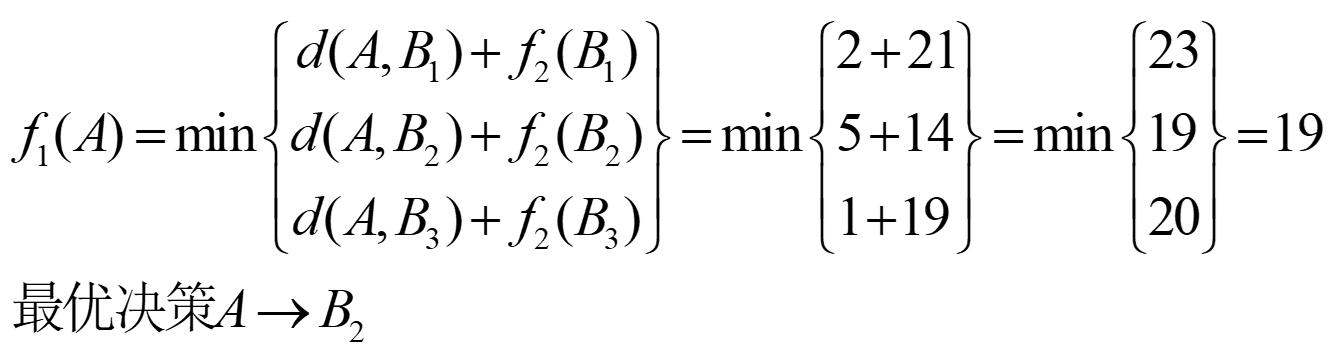 f₁(A) = min{d(A,B₁)+f₂(B₁) d(A,B₂)+f₂(B₂) d(A,B₃)+f₂(B₃)} = min{2+21 5+14 1+19} = min{23 19 20} = 19
最优决策A→B₂